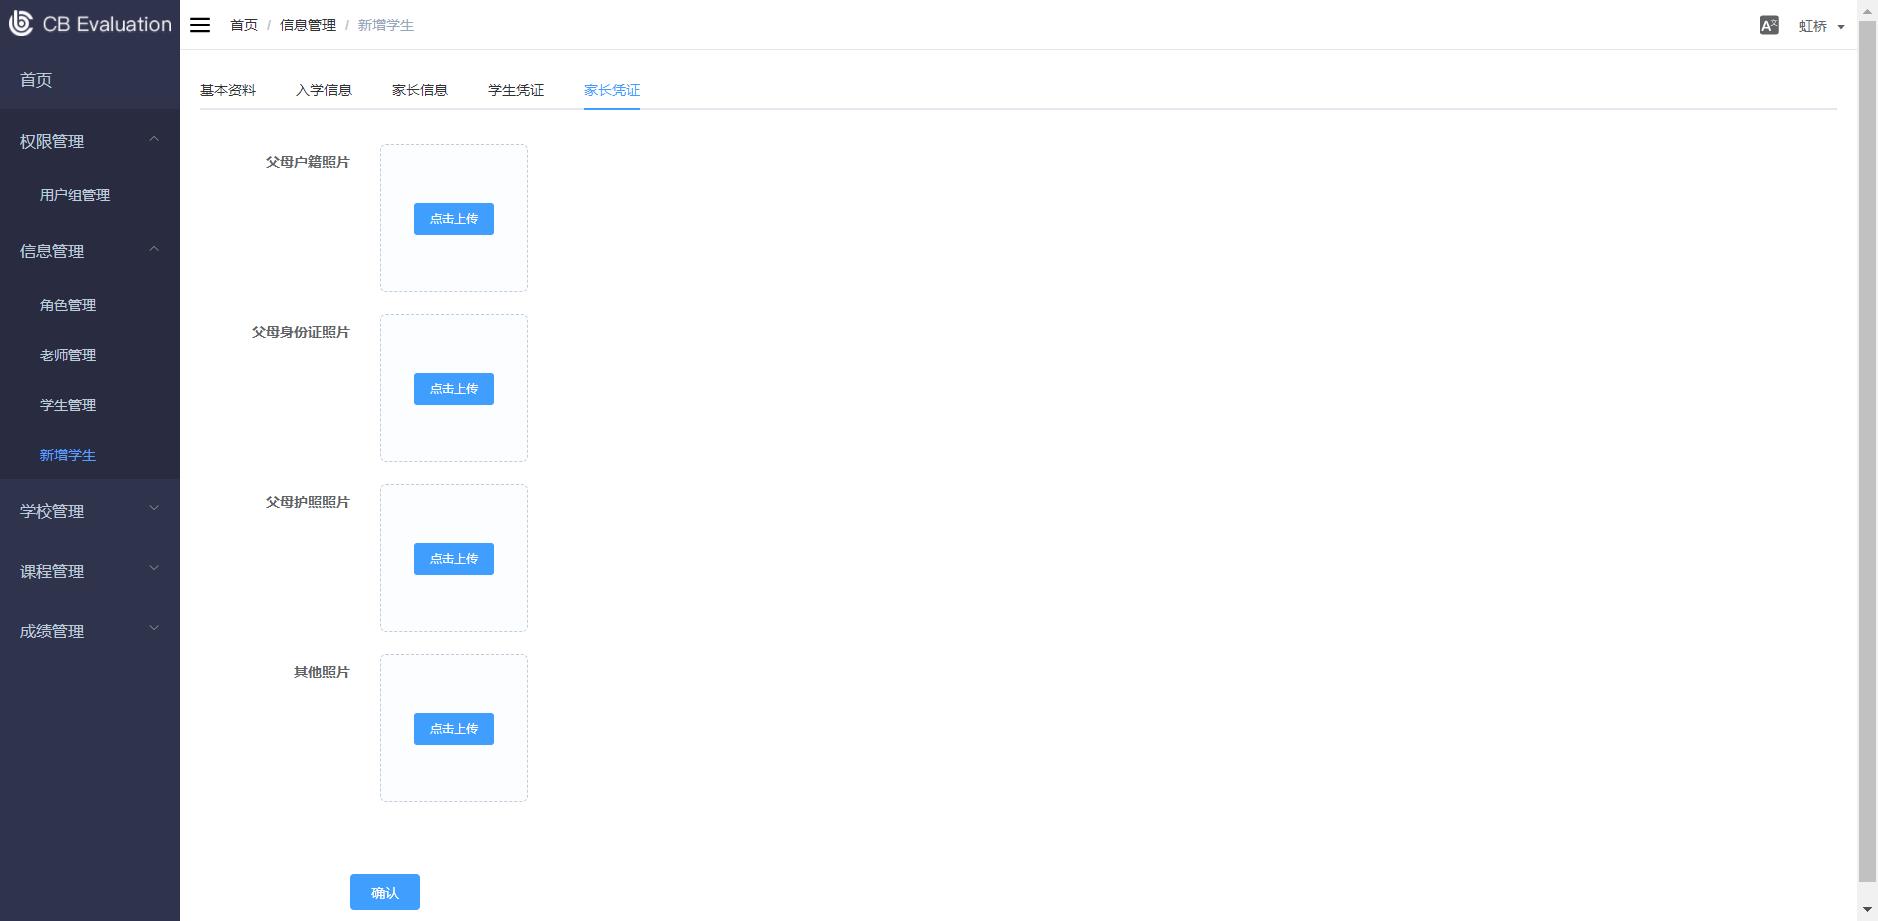 CB Evaluation
首页
权限管理
用户组管理
信息管理
角色管理
老师管理
学生管理
新增学生
学校管理
课程管理
成绩管理
首页 / 信息管理 / 新增学生
虹桥
基本资料 入学信息 家长信息 学生凭证 家长凭证
父母户籍照片
点击上传
父母身份证照片
点击上传
父母护照照片
点击上传
其他照片
点击上传
确认